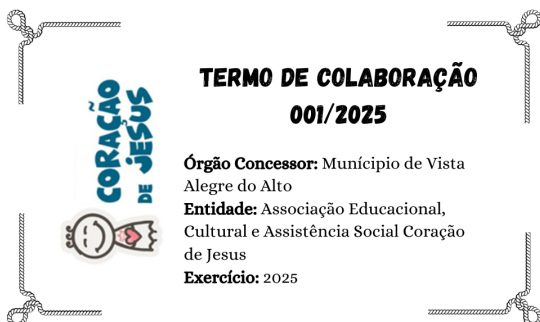 CORAÇÃO
DE JESUS
TERMO DE COLABORAÇÃO
001/2025
Órgão Concessor: Munícipio de Vista
Alegre do Alto
Entidade: Associação Educacional,
Cultural e Assistência Social Coração
de Jesus
Exercício: 2025